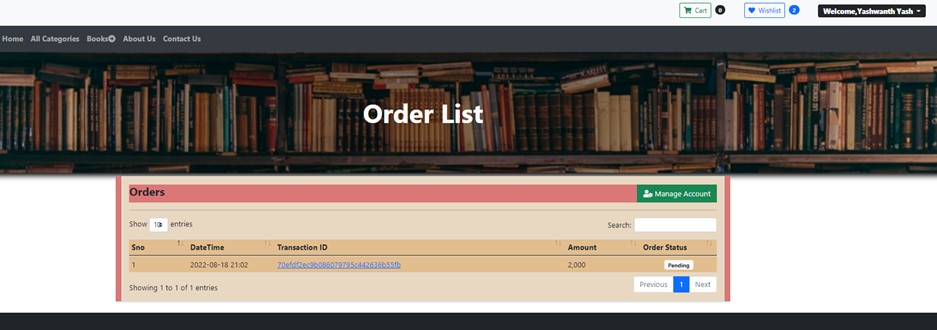 Cart 0 Wishlist 2 Welcome,Yashwanth Yash
Home All Categories Books About Us Contact Us
Order List
Orders Manage Account
Show 10 entries Search:
Sno DateTime Transaction ID Amount Order Status
1 2022-08-18 21:02 2,000 Pending
Showing 1 to 1 of 1 entries Previous 1 Next